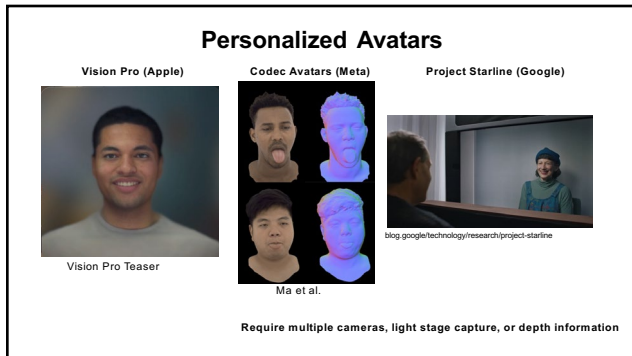 Personalized Avatars
Vision Pro (Apple)
Codec Avatars (Meta)
Project Starline (Google)
Vision Pro Teaser
Ma et al.
blog.google/technology/research/project-starline
Require multiple cameras, light stage capture, or depth information